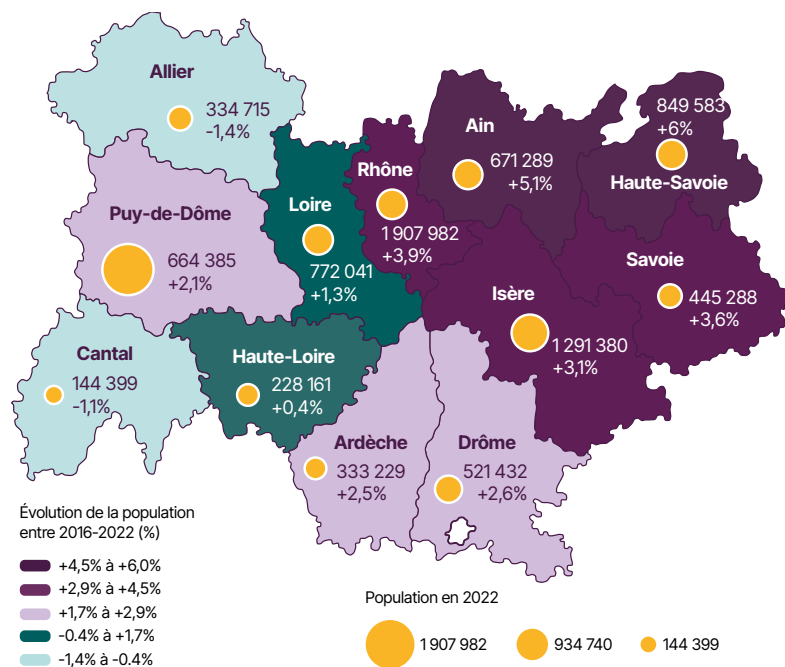 Allier
334 715
-1,4%
Puy-de-Dôme
664 385
+2,1%
Loire
772 041
+1,3%
Rhône
1 907 982
+3,9%
Ain
671 289
+5,1%
849 583
+6%
Haute-Savoie
Savoie
445 288
+3,6%
Isère
1 291 380
+3,1%
Cantal
144 399
-1,1%
Haute-Loire
228 161
+0,4%
Ardèche
333 229
+2,5%
Drôme
521 432
+2,6%
Évolution de la population
entre 2016-2022 (%)
+4,5% à +6,0%
+2,9% à +4,5%
+1,7% à +2,9%
-0.4% à +1,7%
-1,4% à -0.4%
Population en 2022
1 907 982
934 740
144 399